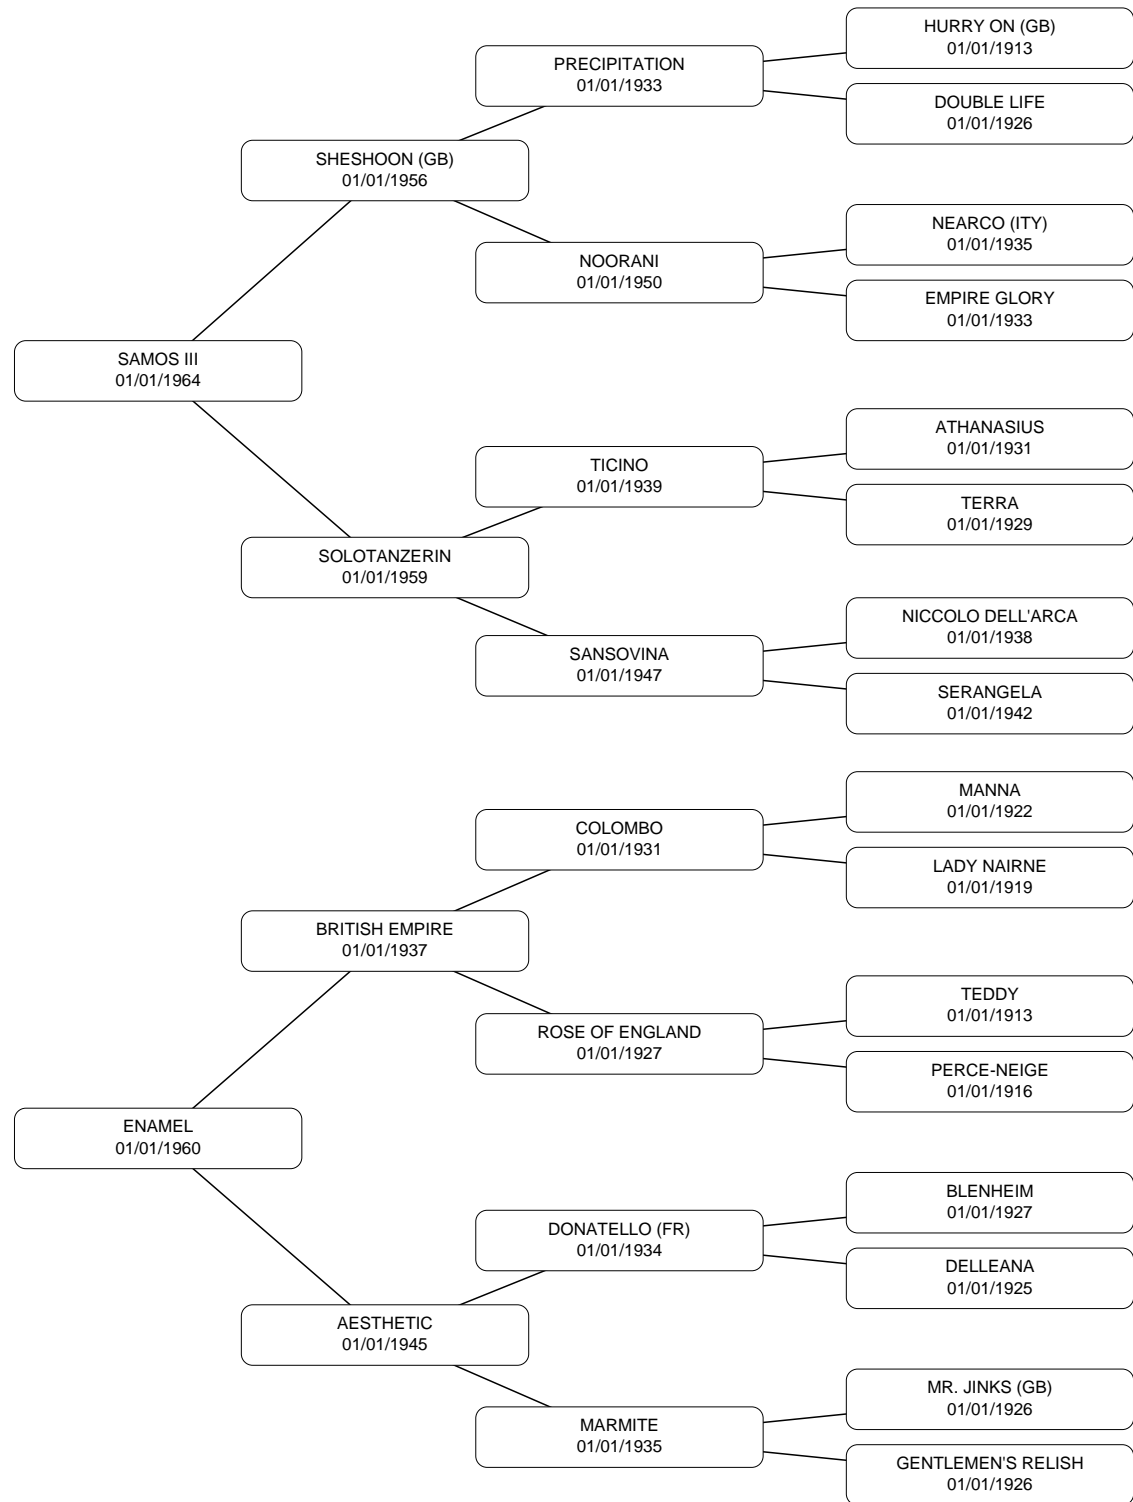 HURRY ON (GB)
01/01/1913
PRECIPITATION
01/01/1933
DOUBLE LIFE
01/01/1926
SHESHOON (GB)
01/01/1956
NEARCO (ITY)
01/01/1935
NOORANI
01/01/1950
EMPIRE GLORY
01/01/1933
SAMOS III
01/01/1964
ATHANASIUS
01/01/1931
TICINO
01/01/1939
TERRA
01/01/1929
SOLOTANZERIN
01/01/1959
NICCOLO DELL'ARCA
01/01/1938
SANSOVINA
01/01/1947
SERANGELA
01/01/1942
MANNA
01/01/1922
COLOMBO
01/01/1931
LADY NAIRNE
01/01/1919
BRITISH EMPIRE
01/01/1937
TEDDY
01/01/1913
ROSE OF ENGLAND
01/01/1927
PERCE-NEIGE
01/01/1916
ENAMEL
01/01/1960
BLENHEIM
01/01/1927
DONATELLO (FR)
01/01/1934
DELLEANA
01/01/1925
AESTHETIC
01/01/1945
MR. JINKS (GB)
01/01/1926
MARMITE
01/01/1935
GENTLEMEN'S RELISH
01/01/1926